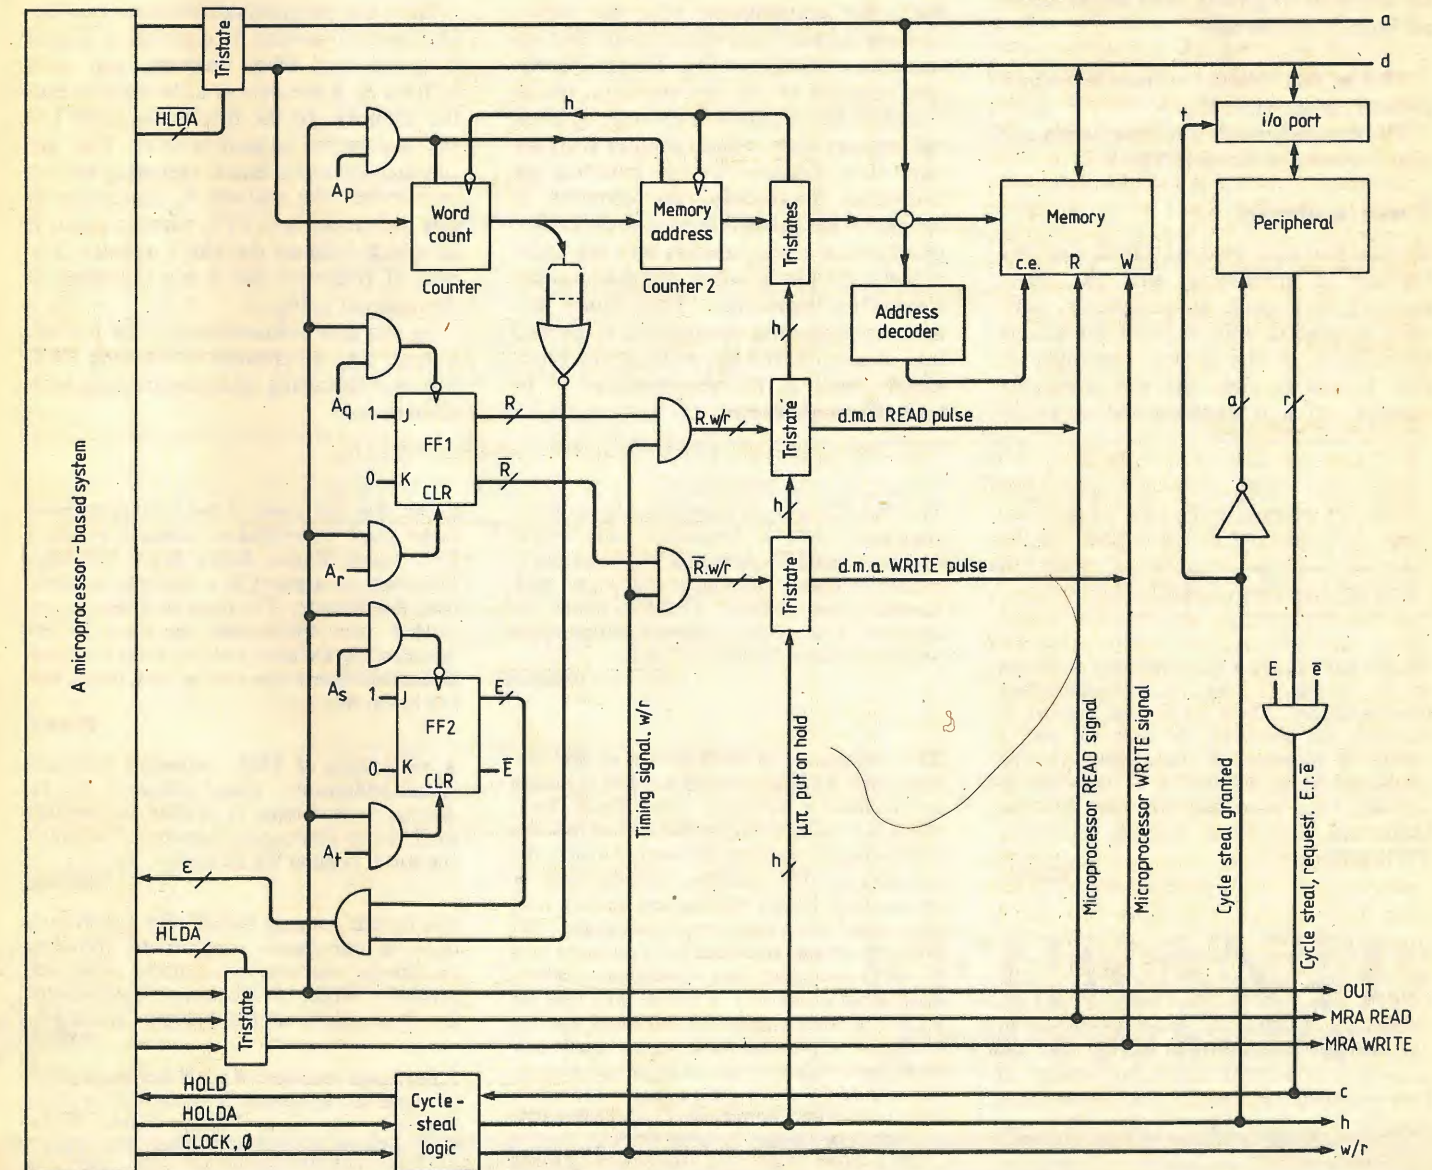 Tristate
a
d
HLDA
h
t
i/o port
Ap
Word
count
Memory
address
Tristates
Memory
Peripheral
c.e.
R
W
Counter
Counter 2
Address
decoder
h
Aq
1
J
R
R.w/r
Tristate
d.m.a READ pulse
a
r
FF1
0
K
R̅
CLR
h
Ar
R̅.w/r
Tristate
d.m.a. WRITE pulse
A microprocessor-based system
As
1
J
E
E
e̅
FF2
0
K
E̅
CLR
Timing signal, w/r
μπ put on hold
Microprocessor READ signal
Microprocessor WRITE signal
Cycle steal granted
Cycle steal, request. E.r.e̅
At
ε
h
H̅L̅D̅A̅
Tristate
OUT
MRA READ
MRA WRITE
HOLD
HOLDA
CLOCK, Ø
Cycle-
steal
logic
c
h
w/r